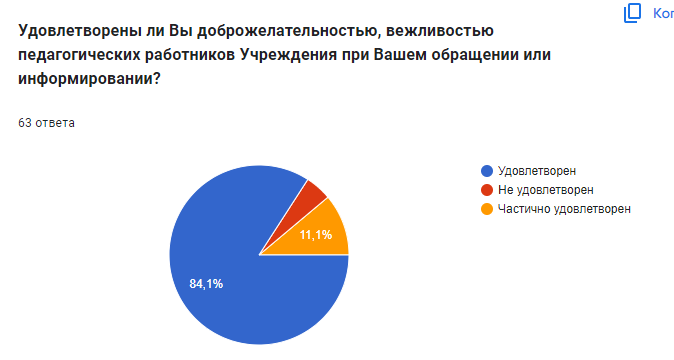 Удовлетворены ли Вы доброжелательностью, вежливостью
педагогических работников Учреждения при Вашем обращении или
информировании?
63 ответа
Удовлетворен
Не удовлетворен
Частично удовлетворен
11,1%
84,1%